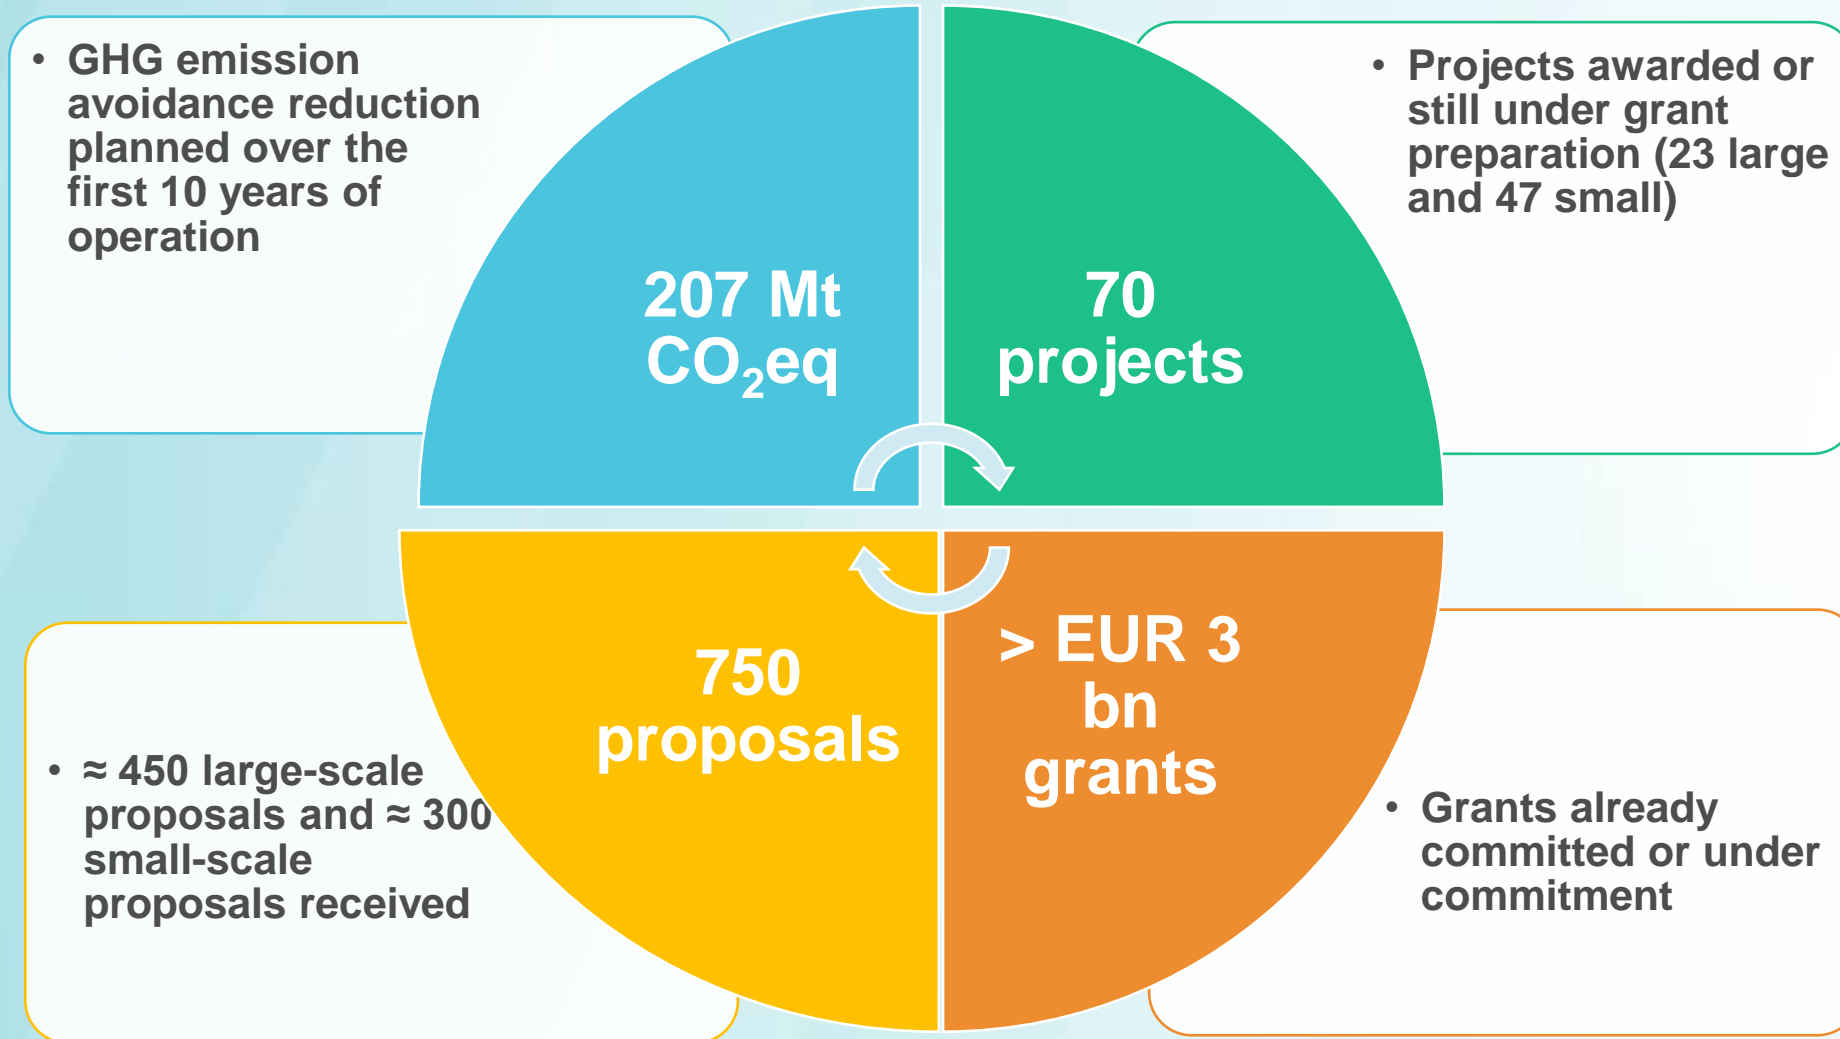 • GHG emission
avoidance reduction
planned over the
first 10 years of
operation
207 Mt
CO₂eq
70
projects
• Projects awarded or
still under grant
preparation (23 large
and 47 small)
• ≈ 450 large-scale
proposals and ≈ 300
small-scale
proposals received
750
proposals
> EUR 3
bn
grants
• Grants already
committed or under
commitment